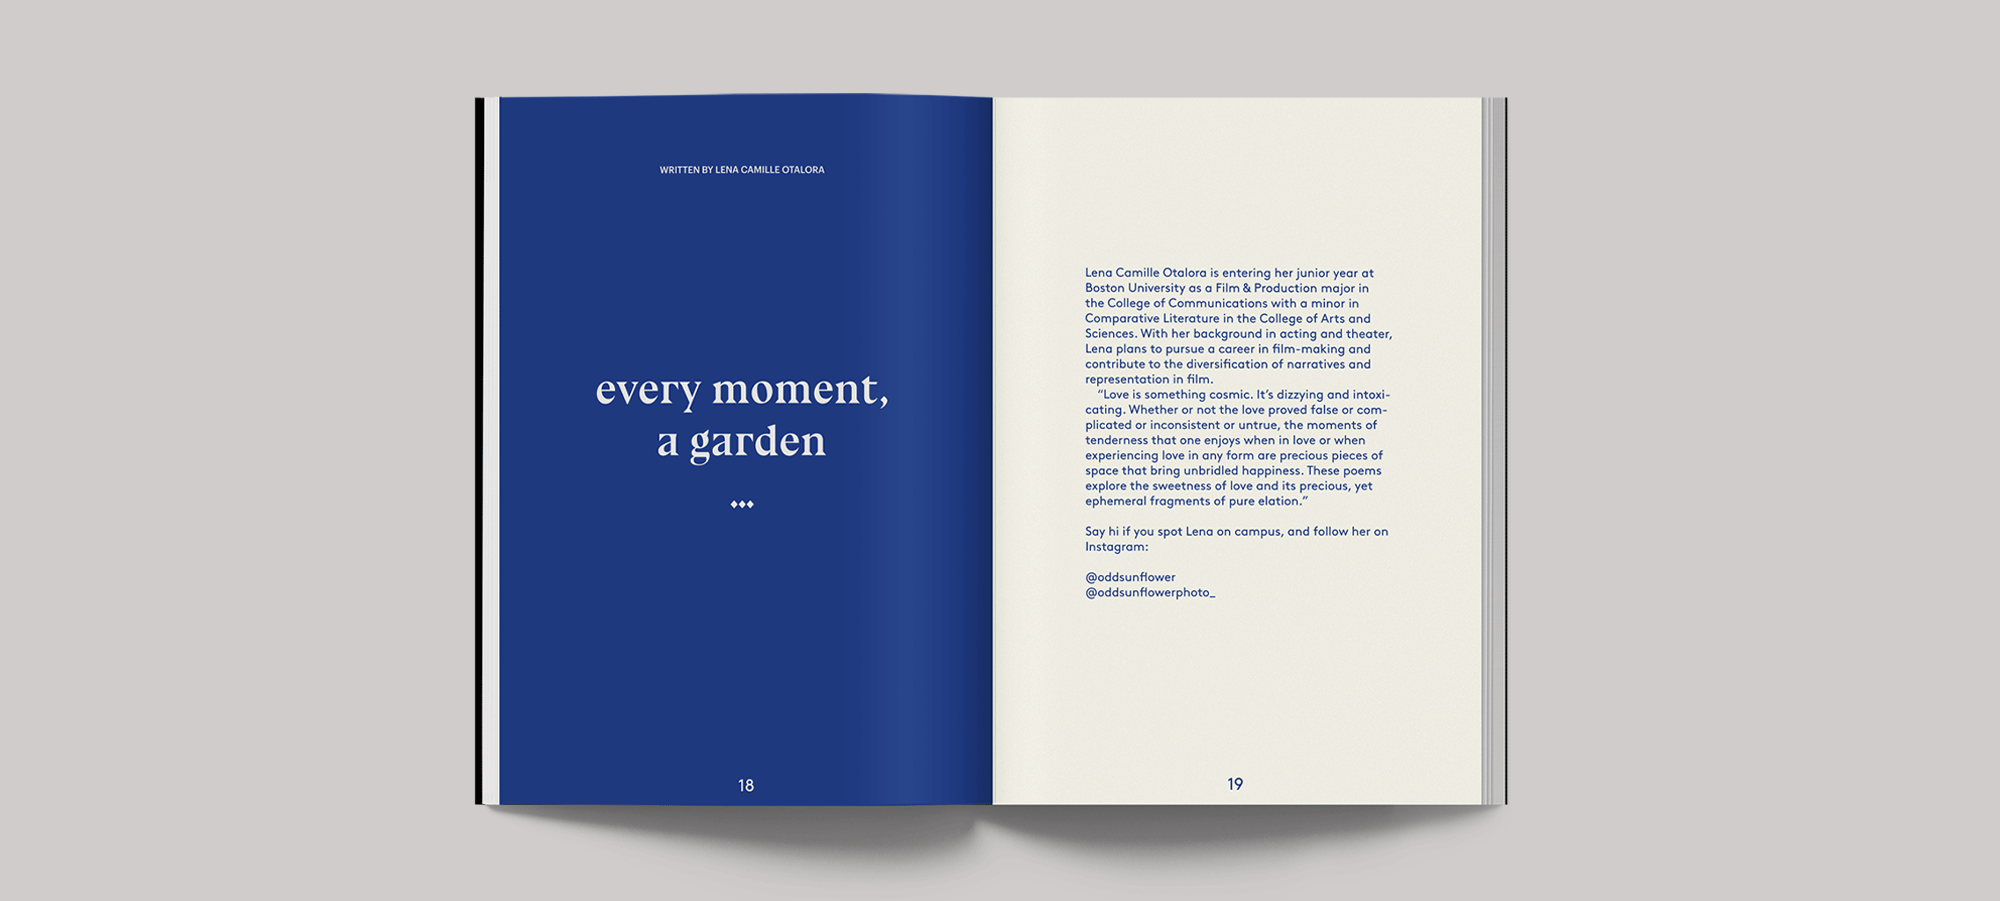 WRITTEN BY LENA CAMILLE OTALORA
every moment,
a garden
18
Lena Camille Otalora is entering her junior year at
Boston University as a Film & Production major in
the College of Communications with a minor in
Comparative Literature in the College of Arts and
Sciences. With her background in acting and theater,
Lena plans to pursue a career in film-making and
contribute to the diversification of narratives and
representation in film.
“Love is something cosmic. It’s dizzying and intoxi-
cating. Whether or not the love proved false or com-
plicated or inconsistent or untrue, the moments of
tenderness that one enjoys when in love or when
experiencing love in any form are precious pieces of
space that bring unbridled happiness. These poems
explore the sweetness of love and its precious, yet
ephemeral fragments of pure elation.”
Say hi if you spot Lena on campus, and follow her on
Instagram:
@oddsunflower
@oddsunflowerphoto_
19